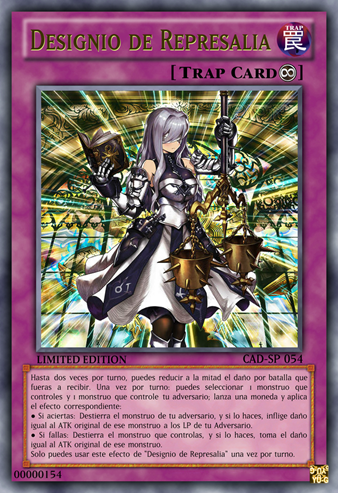 Designio de Represalia
TRAP
罠
[Trap Card]
LIMITED EDITION
CAD-SP 054
Hasta dos veces por turno, puedes reducir a la mitad el daño por batalla que
fueras a recibir. Una vez por turno: puedes seleccionar 1 monstruo que
controles y 1 monstruo que controle tu adversario; lanza una moneda y aplica
el efecto correspondiente:
● Si aciertas: Destierra el monstruo de tu adversario, y si lo haces, inflige daño
igual al ATK original de ese monstruo a los LP de tu Adversario.
● Si fallas: Destierra el monstruo que controlas, y si lo haces, toma el daño
igual al ATK original de ese monstruo.
Solo puedes usar este efecto de "Designio de Represalia" una vez por turno.
00000154